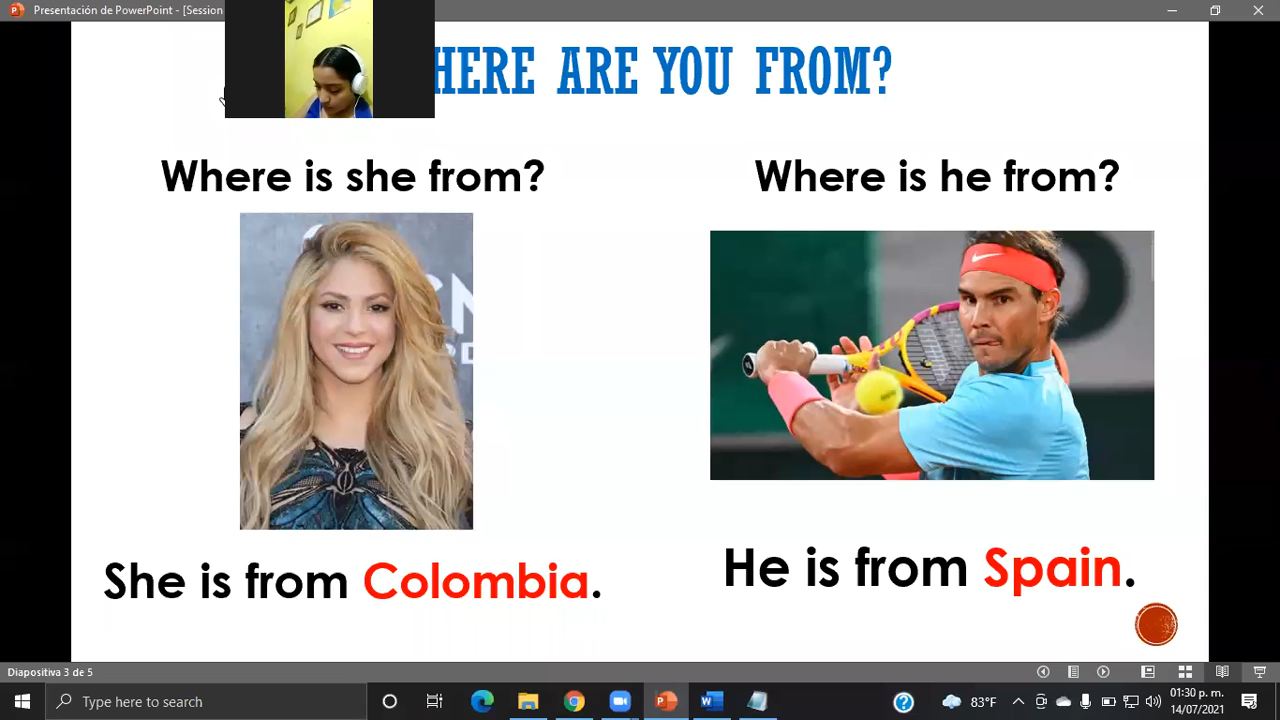 Presentación de PowerPoint - [Session
HERE ARE YOU FROM?
Where is she from?
Where is he from?
She is from Colombia.
He is from Spain.
Diapositiva 3 de 5
Type here to search
83°F
01:30 p. m.
14/07/2021